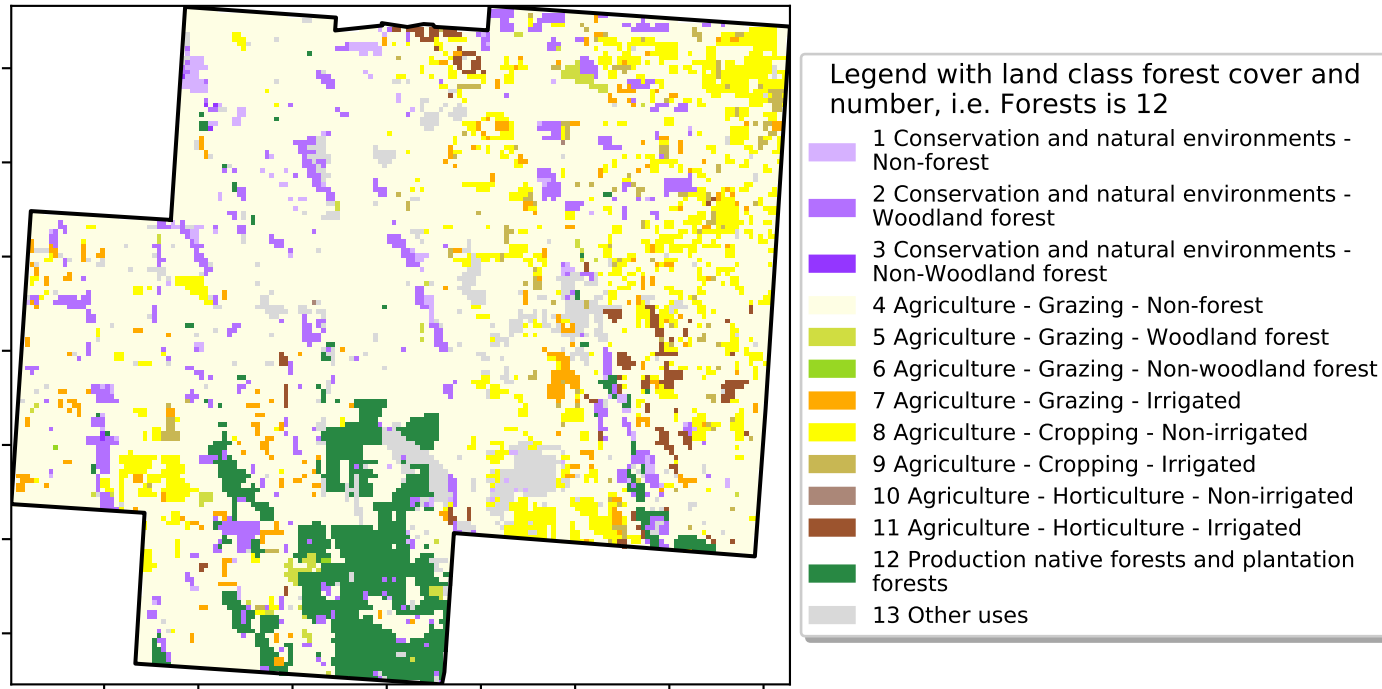 Legend with land class forest cover and
number, i.e. Forests is 12
1 Conservation and natural environments -
Non-forest
2 Conservation and natural environments -
Woodland forest
3 Conservation and natural environments -
Non-Woodland forest
4 Agriculture - Grazing - Non-forest
5 Agriculture - Grazing - Woodland forest
6 Agriculture - Grazing - Non-woodland forest
7 Agriculture - Grazing - Irrigated
8 Agriculture - Cropping - Non-irrigated
9 Agriculture - Cropping - Irrigated
10 Agriculture - Horticulture - Non-irrigated
11 Agriculture - Horticulture - Irrigated
12 Production native forests and plantation
forests
13 Other uses